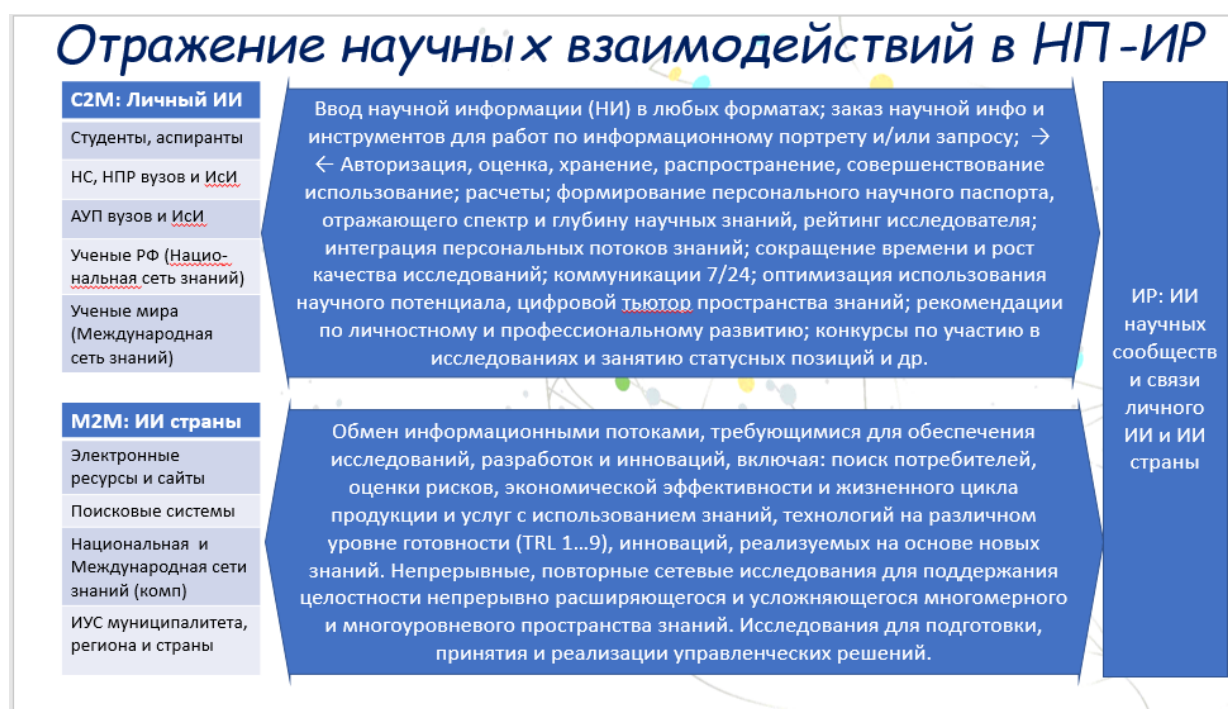 Отражение научных взаимодействий в НП-ИР
С2М: Личный ИИ
Студенты, аспиранты
НС, НПР вузов и ИсИ
АУП вузов и ИсИ
Ученые РФ (Нацио-
нальная сеть знаний)
Ученые мира
(Международная
сеть знаний)
Ввод научной информации (НИ) в любых форматах; заказ научной инфо и
инструментов для работ по информационному портрету и/или запросу; →
← Авторизация, оценка, хранение, распространение, совершенствование
использование; расчеты; формирование персонального научного паспорта,
отражающего спектр и глубину научных знаний, рейтинг исследователя;
интеграция персональных потоков знаний; сокращение времени и рост
качества исследований; коммуникации 7/24; оптимизация использования
научного потенциала, цифровой тьютор пространства знаний; рекомендации
по личностному и профессиональному развитию; конкурсы по участию в
исследованиях и занятию статусных позиций и др.
М2М: ИИ страны
Электронные
ресурсы и сайты
Поисковые системы
Национальная и
Международная сети
знаний (комп)
ИУС муниципалитета,
региона и страны
Обмен информационными потоками, требующимися для обеспечения
исследований, разработок и инноваций, включая: поиск потребителей,
оценки рисков, экономической эффективности и жизненного цикла
продукции и услуг с использованием знаний, технологий на различном
уровне готовности (TRL 1...9), инноваций, реализуемых на основе новых
знаний. Непрерывные, повторные сетевые исследования для поддержания
целостности непрерывно расширяющегося и усложняющегося многомерного
и многоуровневого пространства знаний. Исследования для подготовки,
принятия и реализации управленческих решений.
ИР: ИИ
научных
сообществ
и связи
личного
ИИ и ИИ
страны